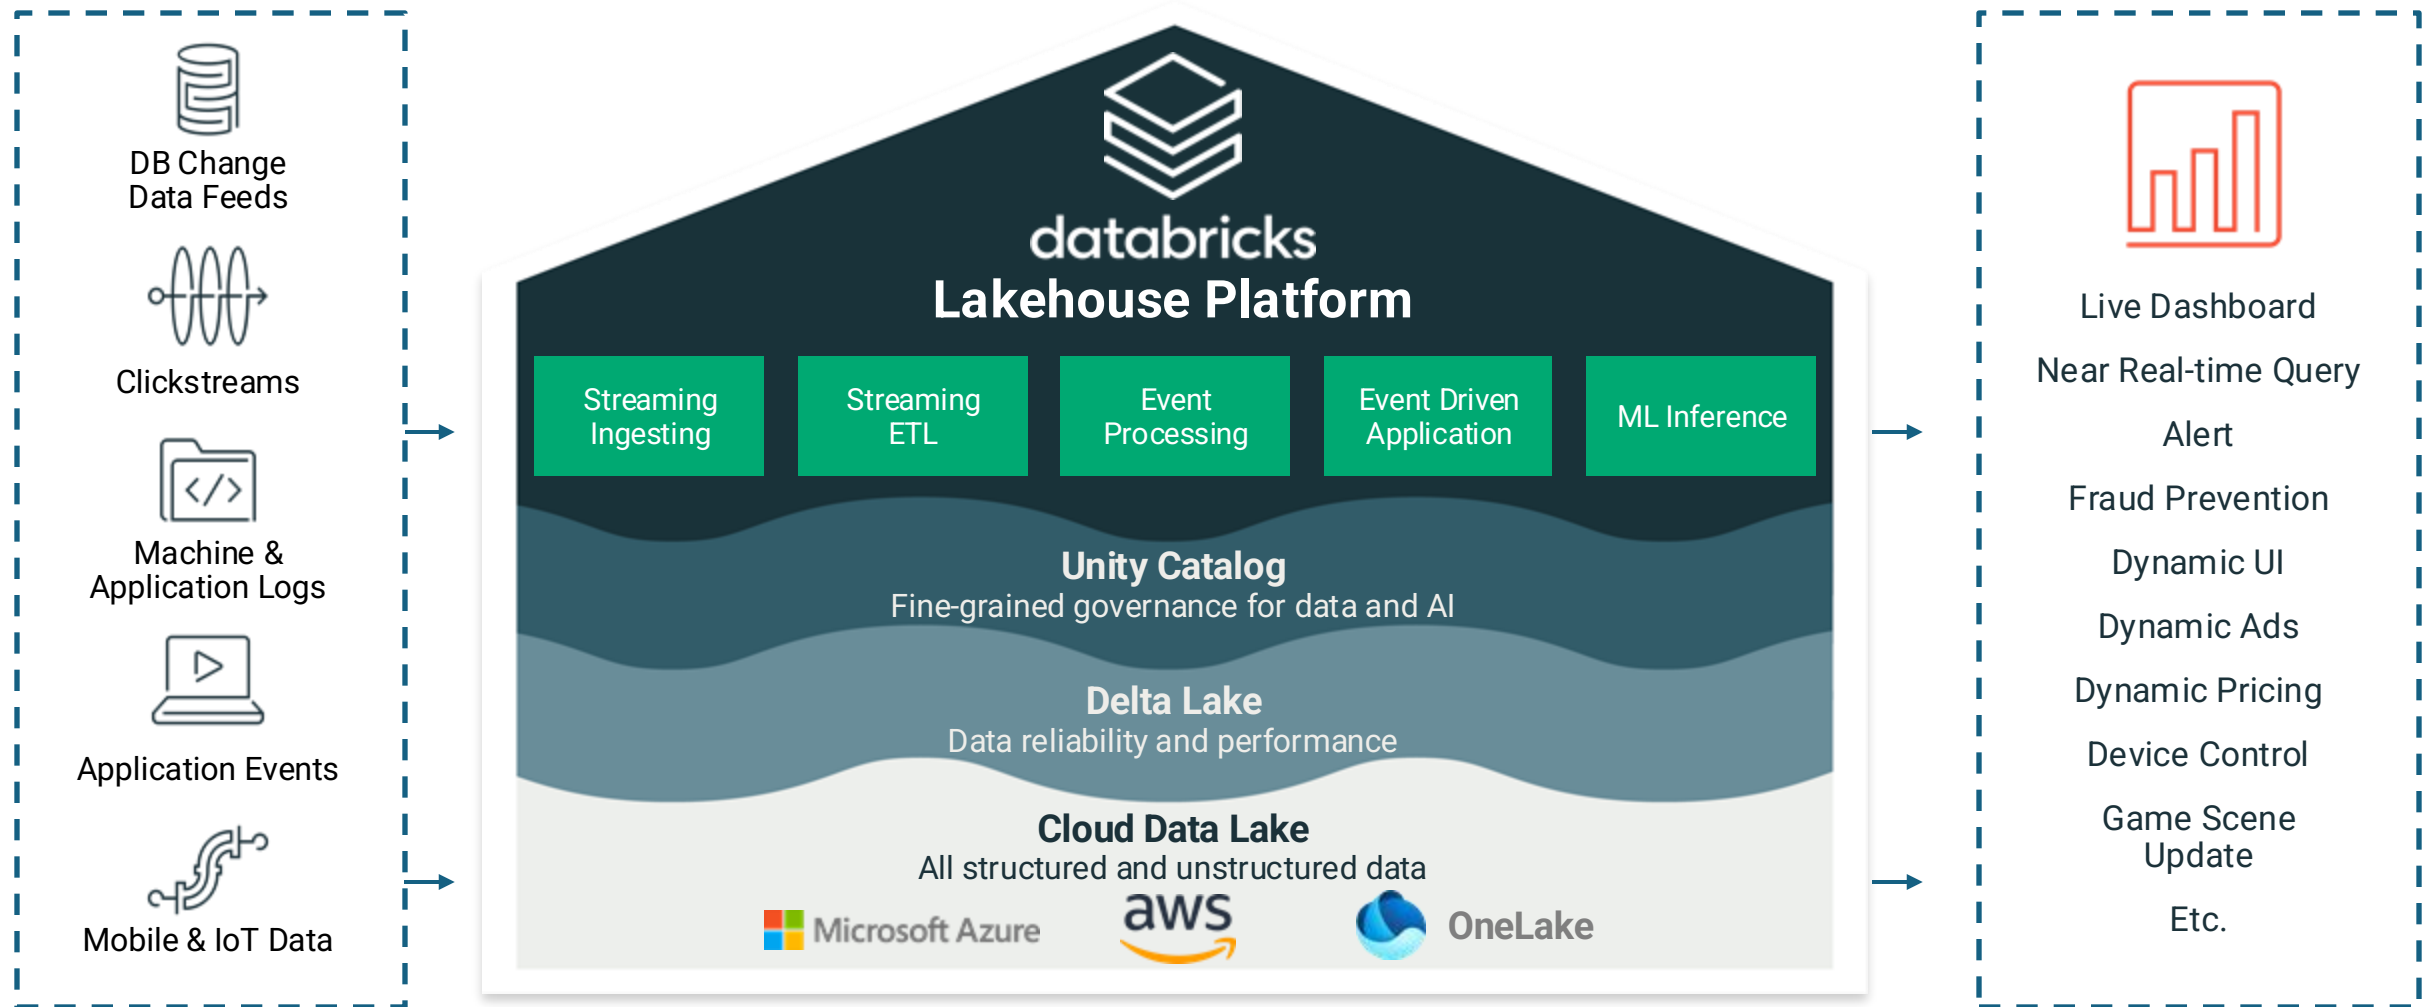 DB Change
Data Feeds
Clickstreams
Machine &
Application Logs
Application Events
Mobile & IoT Data
databricks
Lakehouse Platform
Streaming
Ingesting
Streaming
ETL
Event
Processing
Event Driven
Application
ML Inference
Unity Catalog
Fine-grained governance for data and AI
Delta Lake
Data reliability and performance
Cloud Data Lake
All structured and unstructured data
Microsoft Azure
aws
OneLake
Live Dashboard
Near Real-time Query
Alert
Fraud Prevention
Dynamic UI
Dynamic Ads
Dynamic Pricing
Device Control
Game Scene
Update
Etc.